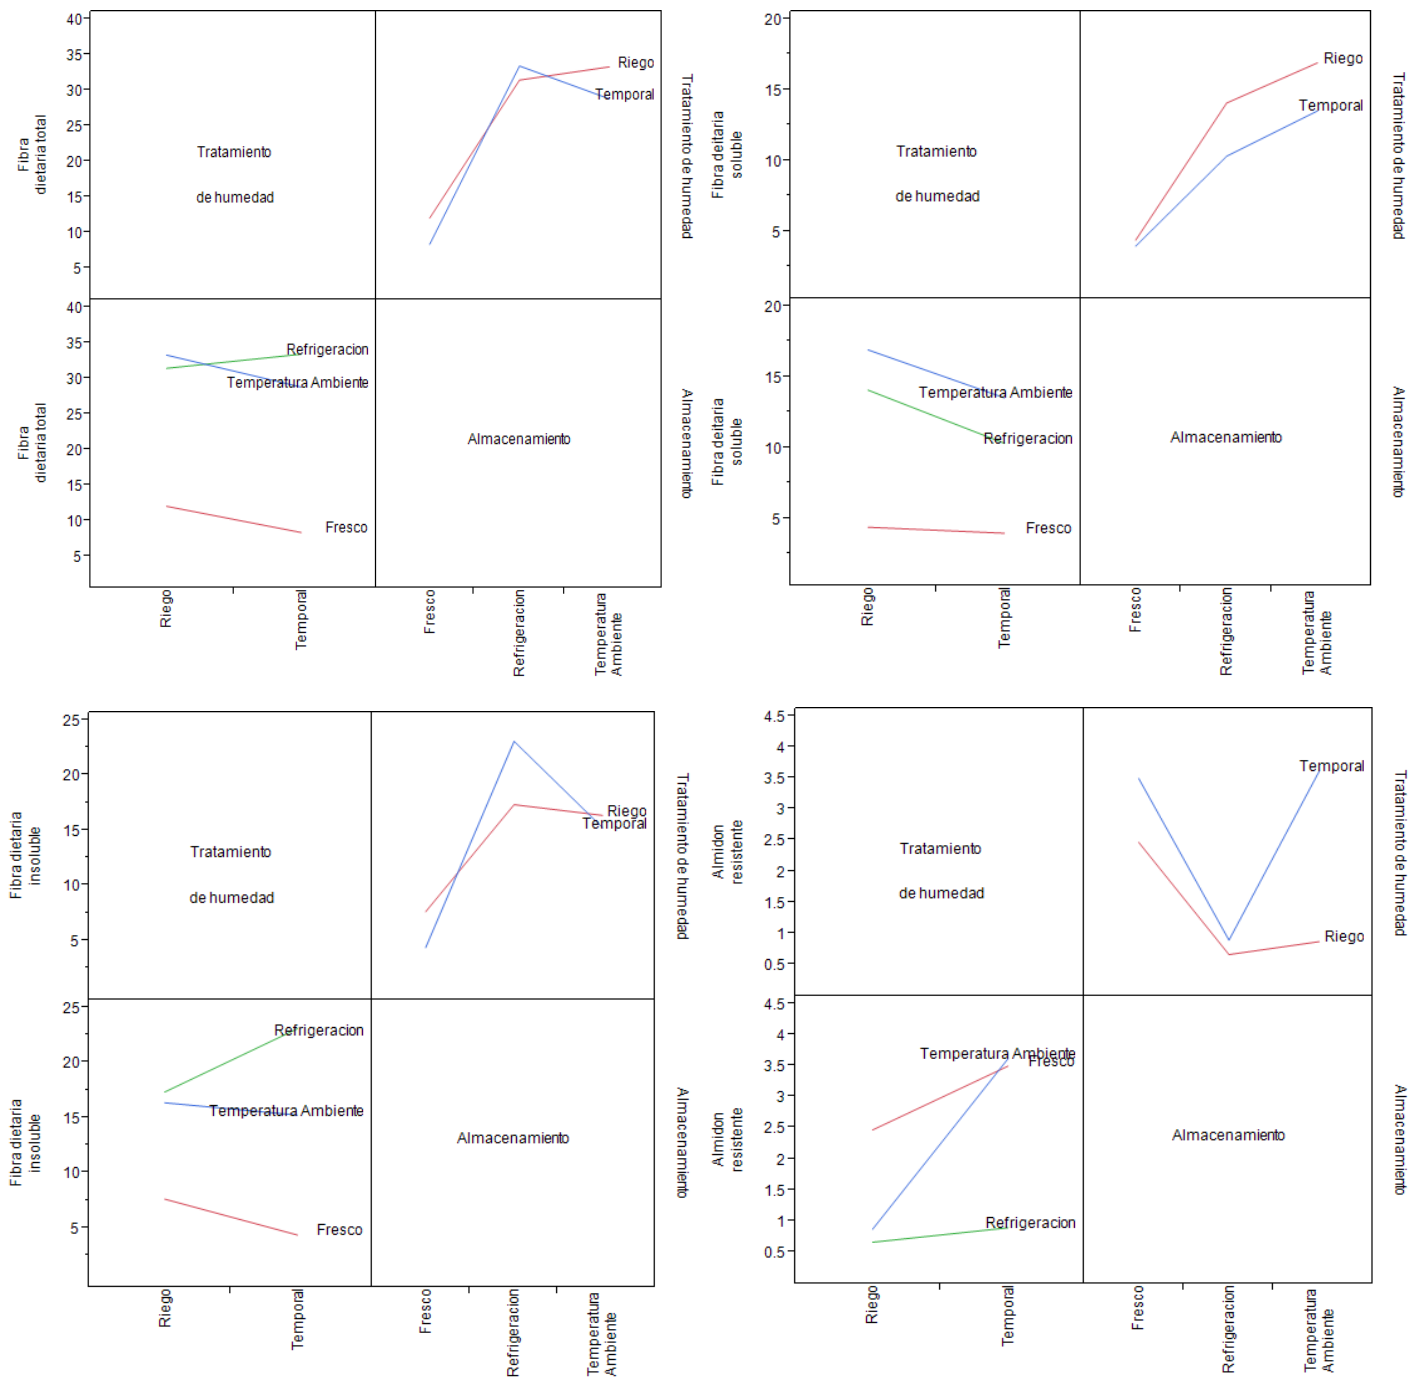 40
35
30
25
20
15
10
5
Fibra
dietaria total
Tratamiento
de humedad
Riego
Temporal
Tratamiento de humedad
40
35
30
25
20
15
10
5
Fibra
dietaria total
Refrigeracion
Temperatura Ambiente
Fresco
Almacenamiento
Almacenamiento
Riego
Temporal
Fresco
Refrigeracion
Temperatura
Ambiente
20
15
10
5
Fibra deitaria
soluble
Tratamiento
de humedad
Riego
Temporal
Tratamiento de humedad
20
15
10
5
Fibra deitaria
soluble
Temperatura Ambiente
Refrigeracion
Fresco
Almacenamiento
Almacenamiento
Riego
Temporal
Fresco
Refrigeracion
Temperatura
Ambiente
25
20
15
10
5
Fibra dietaria
insoluble
Tratamiento
de humedad
Riego
Temporal
Tratamiento de humedad
25
20
15
10
5
Fibra dietaria
insoluble
Refrigeracion
Temperatura Ambiente
Fresco
Almacenamiento
Almacenamiento
Riego
Temporal
Fresco
Refrigeracion
Temperatura
Ambiente
4.5
4
3.5
3
2.5
2
1.5
1
0.5
Almidon
resistente
Tratamiento
de humedad
Temporal
Riego
Tratamiento de humedad
4.5
4
3.5
3
2.5
2
1.5
1
0.5
Almidon
resistente
Temperatura Ambiente
Fresco
Refrigeracion
Almacenamiento
Almacenamiento
Riego
Temporal
Fresco
Refrigeracion
Temperatura
Ambiente